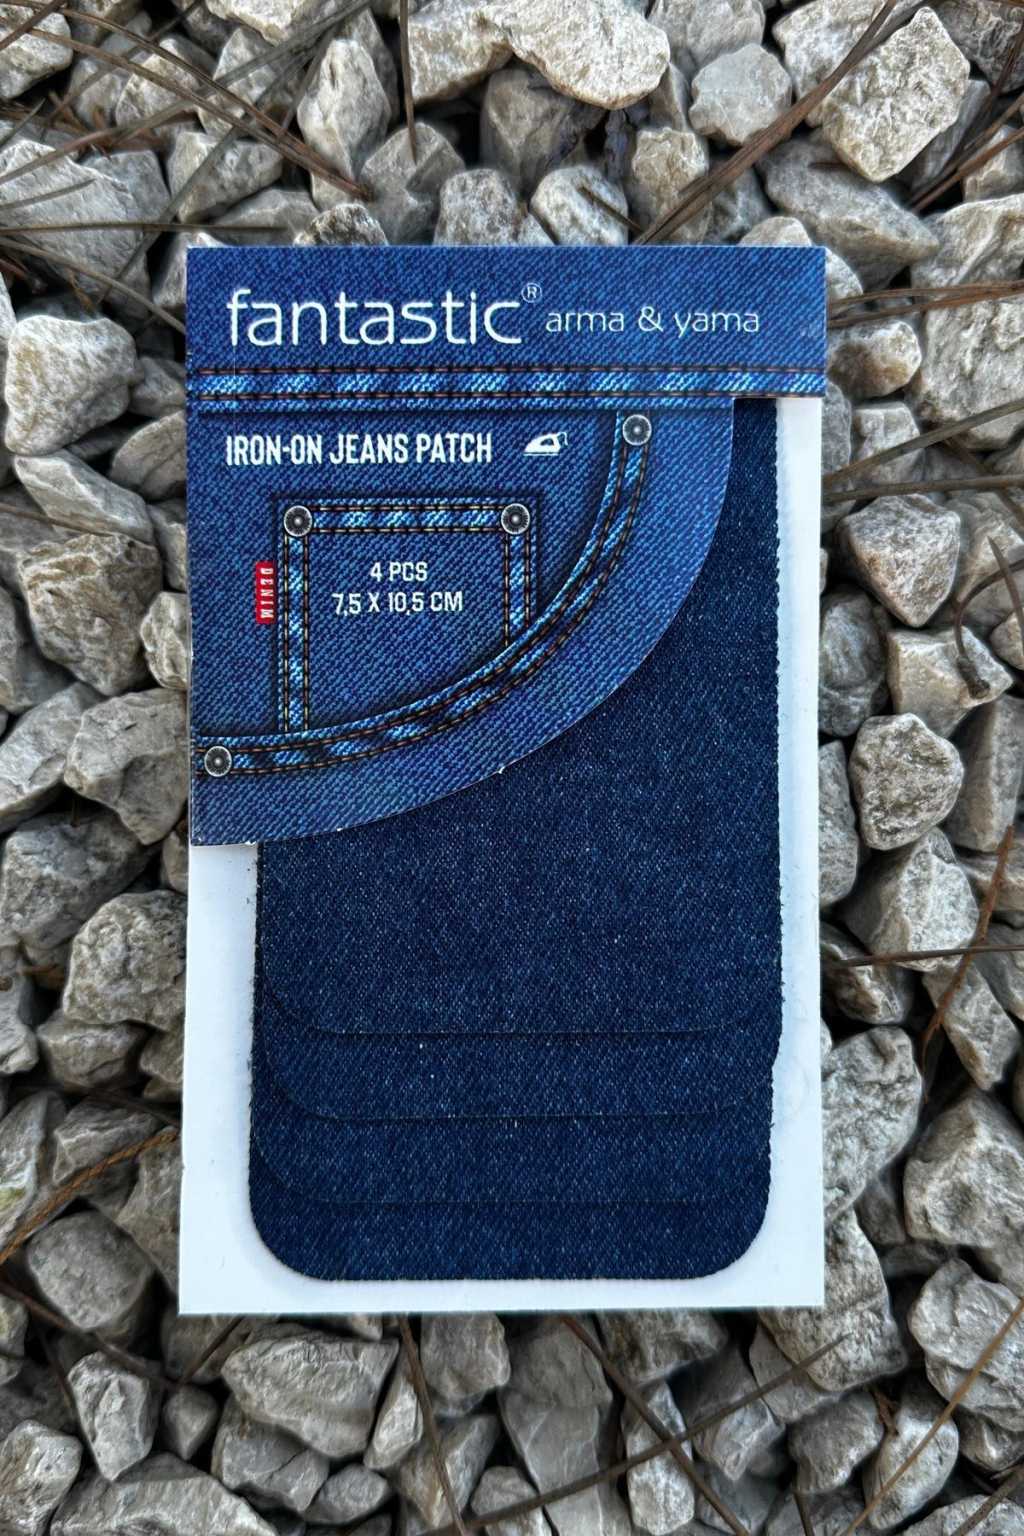 fantastic® arma & yama
IRON-ON JEANS PATCH
DENIM
4 PCS
7,5 X 10,5 CM